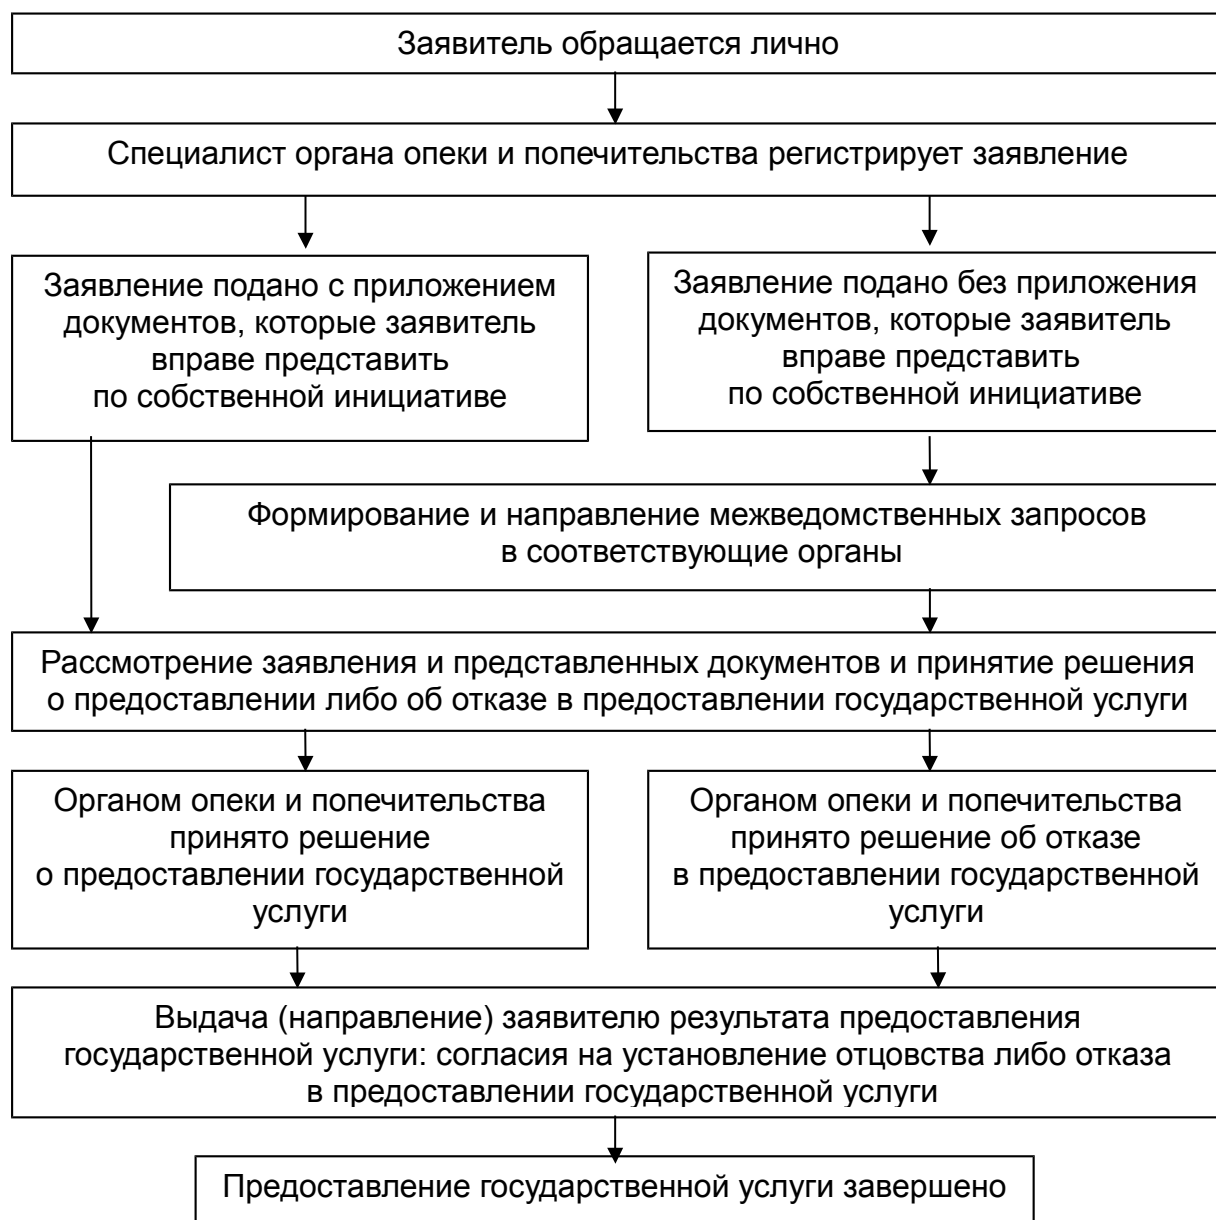 Заявитель обращается лично
Специалист органа опеки и попечительства регистрирует заявление
Заявление подано с приложением
документов, которые заявитель
вправе представить
по собственной инициативе
Заявление подано без приложения
документов, которые заявитель
вправе представить
по собственной инициативе
Формирование и направление межведомственных запросов
в соответствующие органы
Рассмотрение заявления и представленных документов и принятие решения
о предоставлении либо об отказе в предоставлении государственной услуги
Органом опеки и попечительства
принято решение
о предоставлении государственной
услуги
Органом опеки и попечительства
принято решение об отказе
в предоставлении государственной
услуги
Выдача (направление) заявителю результата предоставления
государственной услуги: согласия на установление отцовства либо отказа
в предоставлении государственной услуги
Предоставление государственной услуги завершено